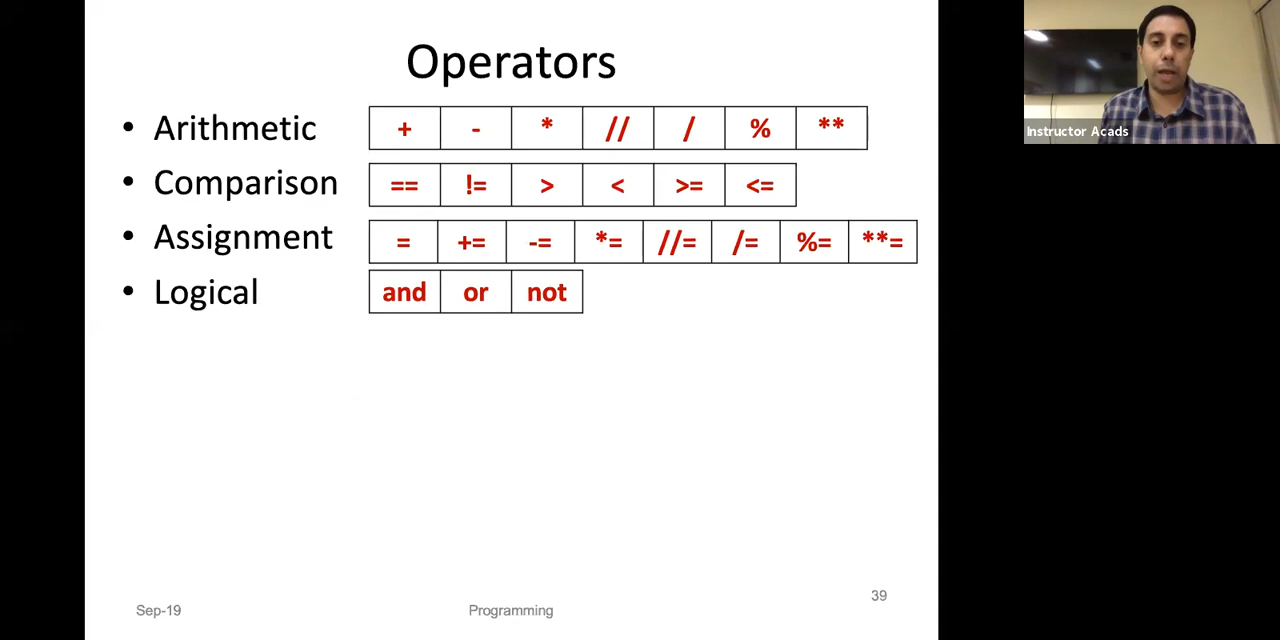 Operators
• Arithmetic + - * // / % **
• Comparison == != > < >= <=
• Assignment = += -= *= //= /= %= **=
• Logical and or not
Sep-19 Programming 39
Instructor Acads